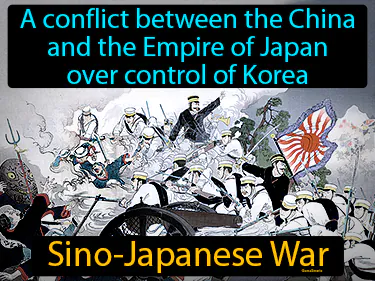 A conflict between the China
and the Empire of Japan
over control of Korea
Sino-Japanese War